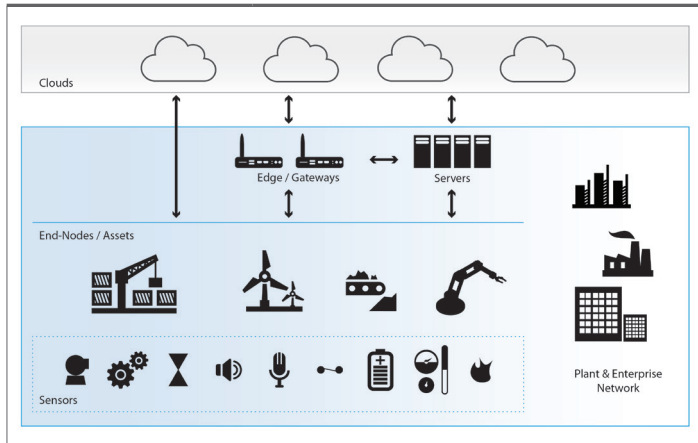 Clouds
Edge / Gateways
Servers
End-Nodes / Assets
Sensors
Plant & Enterprise
Network